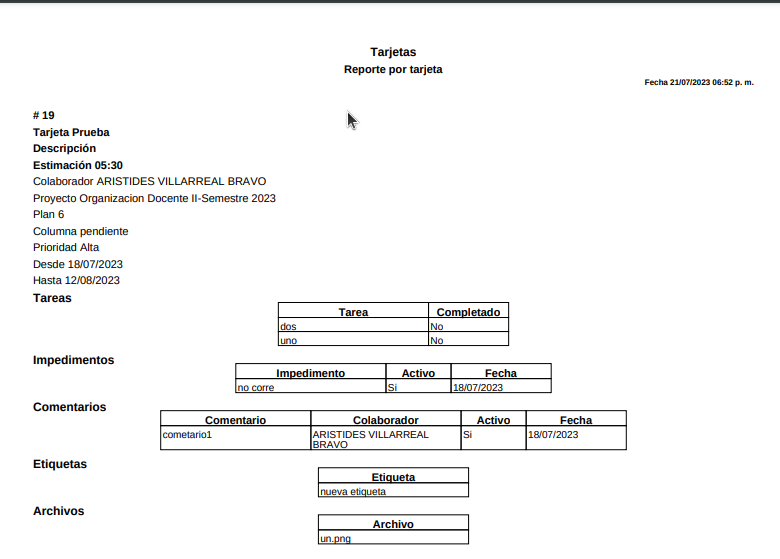 Tarjetas
Reporte por tarjeta
Fecha 21/07/2023 06:52 p. m.
# 19
Tarjeta Prueba
Descripción
Estimación 05:30
Colaborador ARISTIDES VILLARREAL BRAVO
Proyecto Organizacion Docente II-Semestre 2023
Plan 6
Columna pendiente
Prioridad Alta
Desde 18/07/2023
Hasta 12/08/2023
Tareas
Tarea Completado
dos No
uno No
Impedimentos
Impedimento Activo Fecha
no corre Si 18/07/2023
Comentarios
Comentario Colaborador Activo Fecha
cometario1 ARISTIDES VILLARREAL Si 18/07/2023
BRAVO
Etiquetas
Etiqueta
nueva etiqueta
Archivos
Archivo
un.png